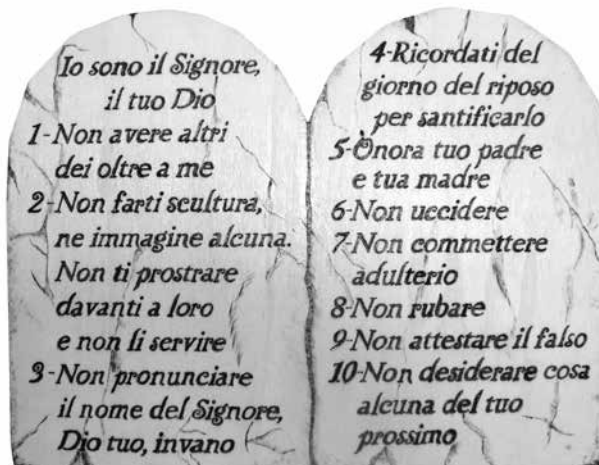 Io sono il Signore,
il tuo Dio
1-Non avere altri
dei oltre a me
2-Non farti scultura,
ne immagine alcuna.
Non ti prostrare
davanti a loro
e non li servire
3-Non pronunciare
il nome del Signore,
Dio tuo, invano
4-Ricordati del
giorno del riposo
per santificarlo
5-Onora tuo padre
e tua madre
6-Non uccidere
7-Non commettere
adulterio
8-Non rubare
9-Non attestare il falso
10-Non desiderare cosa
alcuna del tuo
prossimo